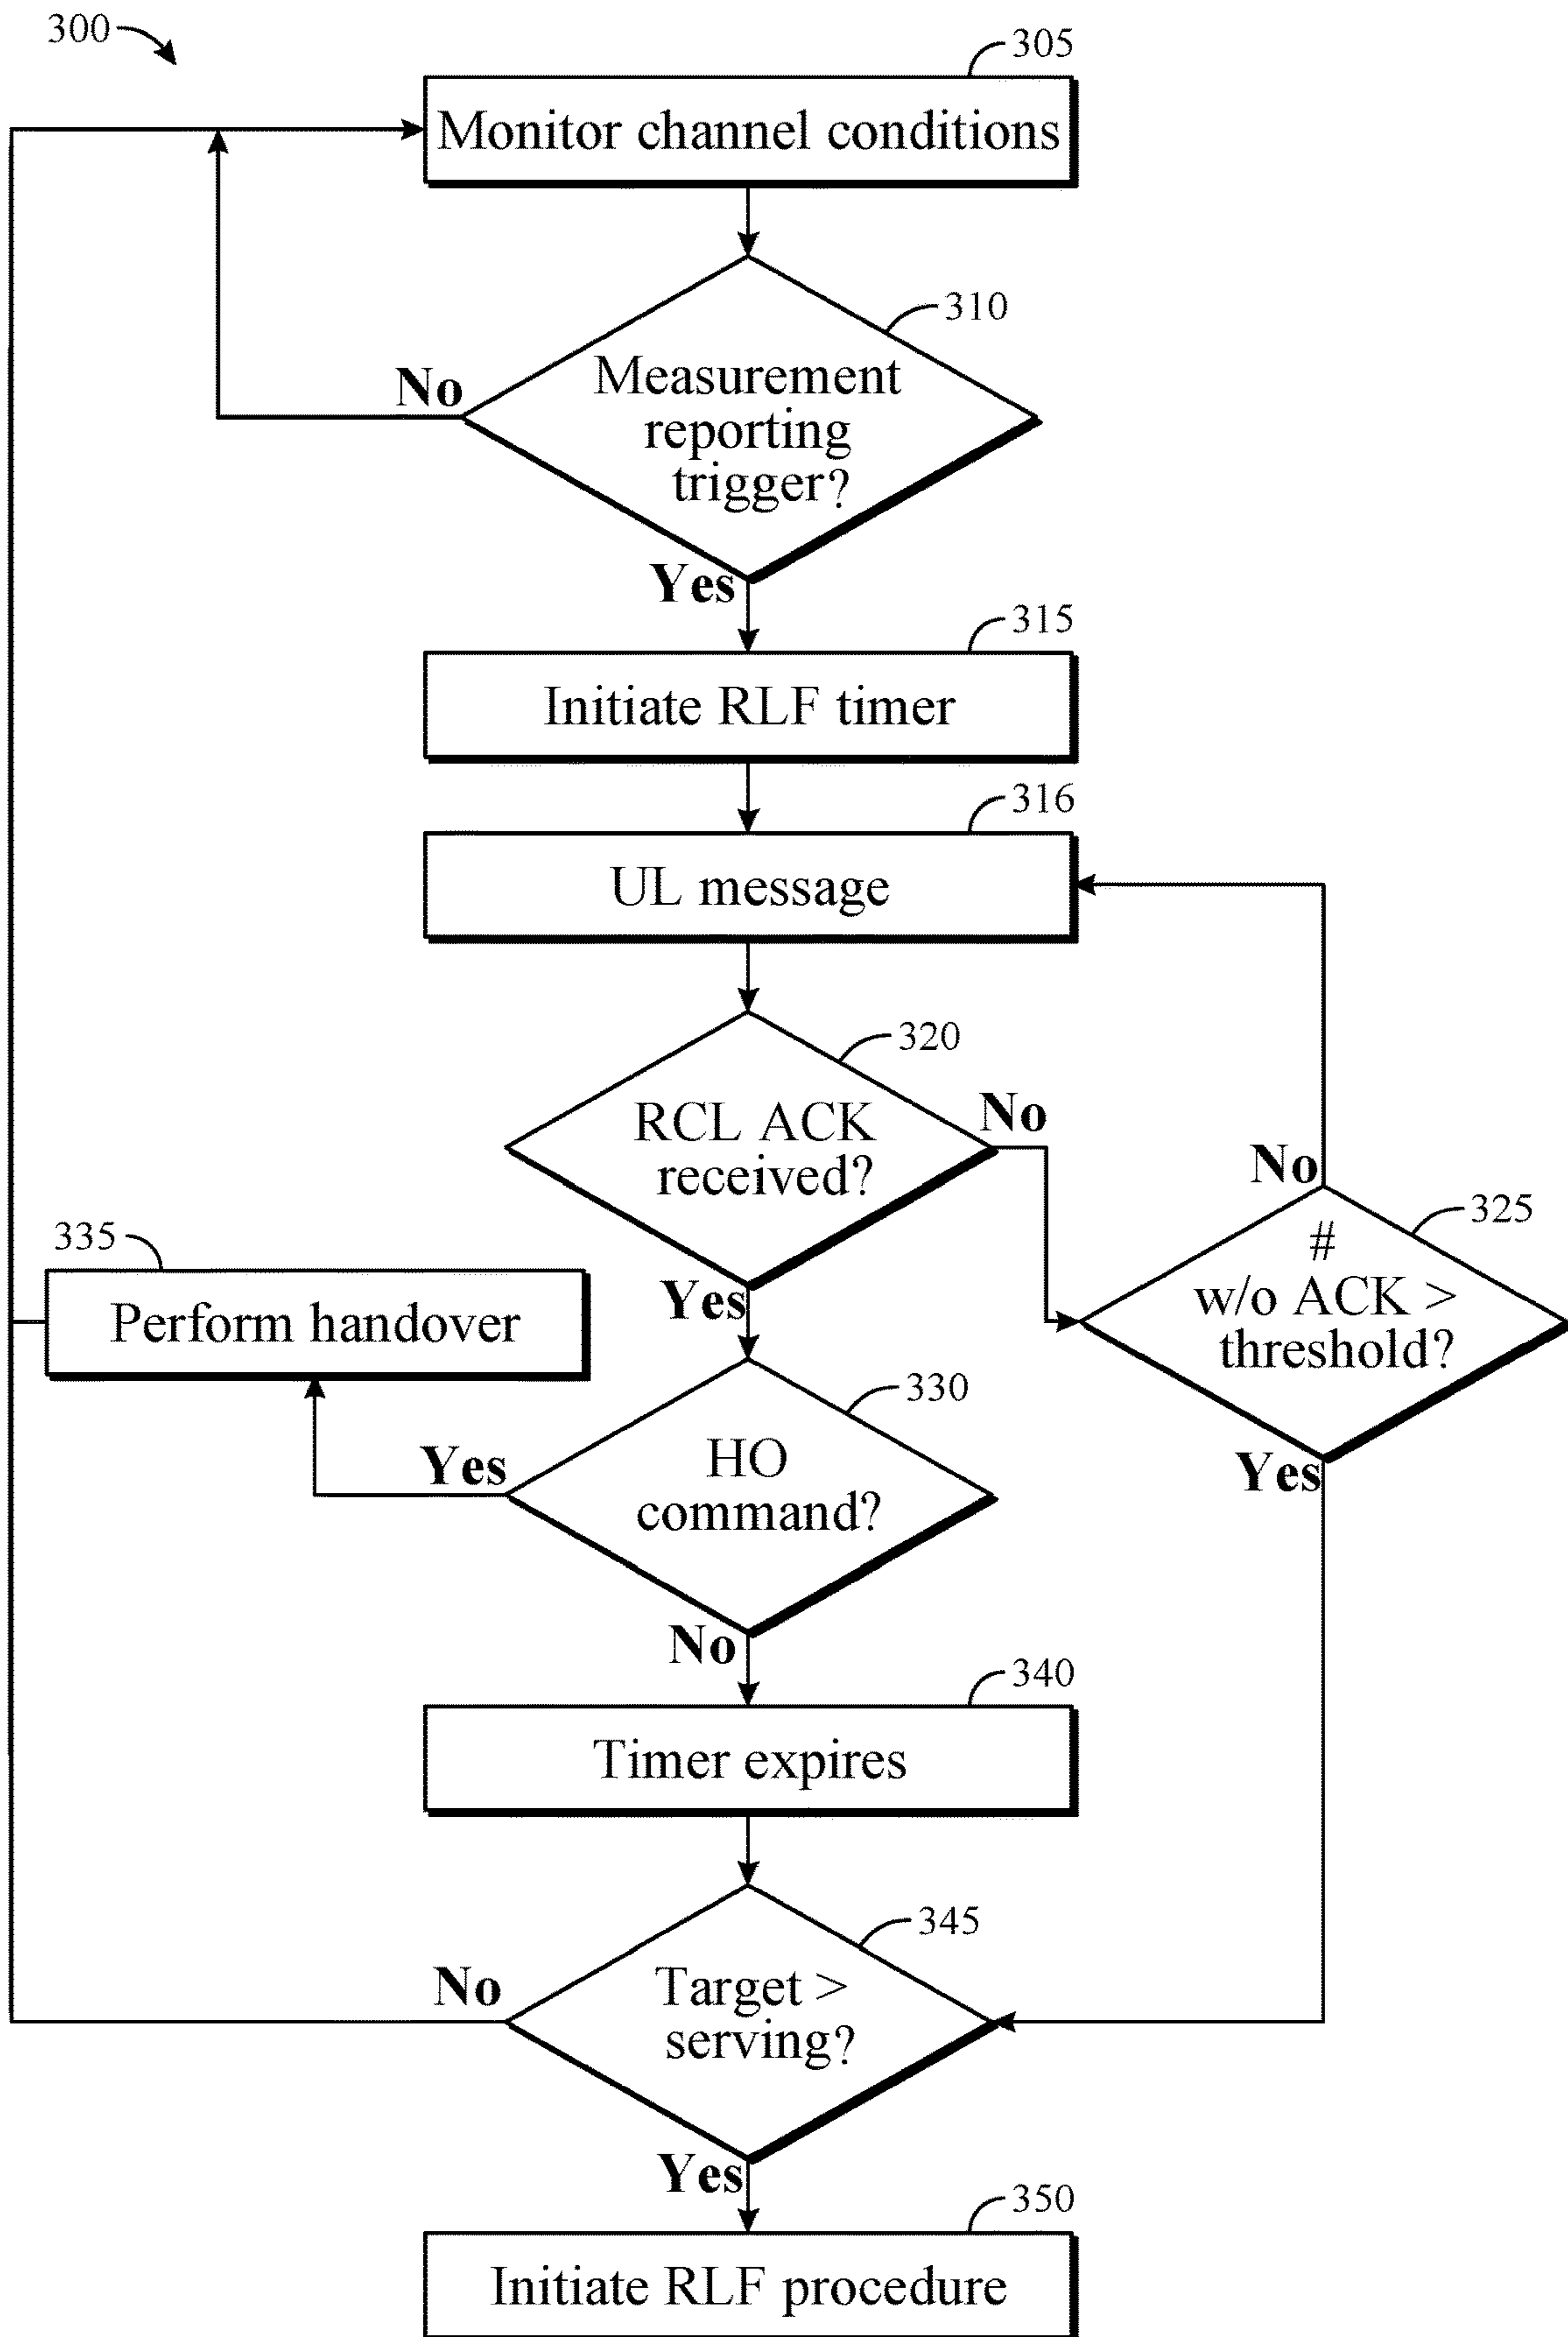 300
305
Monitor channel conditions
310
No
Measurement
reporting
trigger?
Yes
315
Initiate RLF timer
316
UL message
320
RCL ACK
received?
No
Yes
No
325
#
w/o ACK >
threshold?
Yes
335
Perform handover
330
Yes
HO
command?
No
340
Timer expires
345
No
Target >
serving?
Yes
350
Initiate RLF procedure